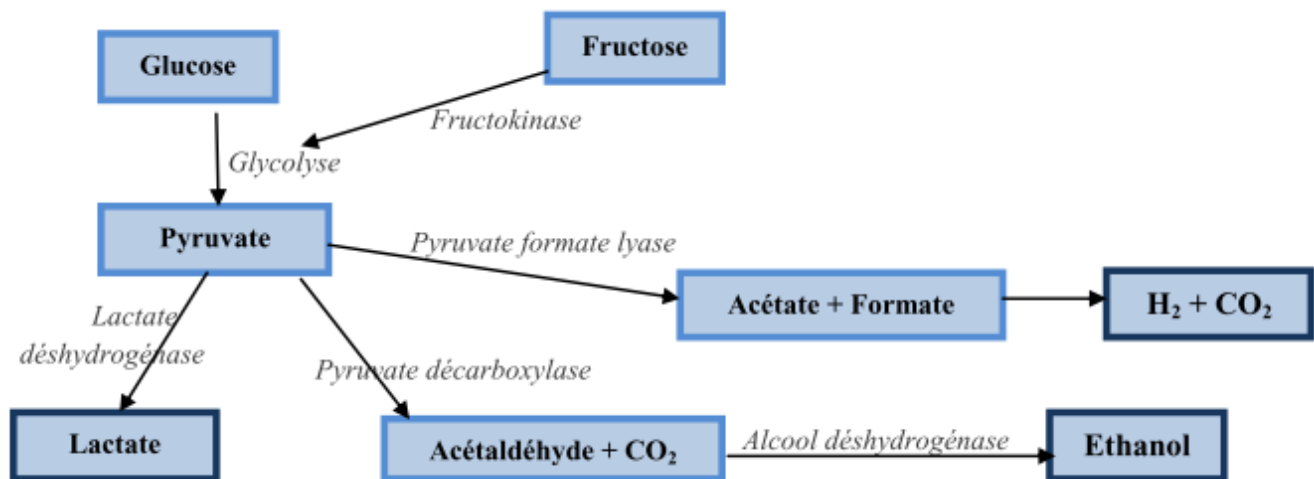 Glucose
Fructose
Fructokinase
Glycolyse
Pyruvate
Pyruvate formate lyase
Acétate + Formate
H₂ + CO₂
Lactate
déshydrogénase
Pyruvate décarboxylase
Lactate
Acétaldéhyde + CO₂
Alcool déshydrogénase
Ethanol